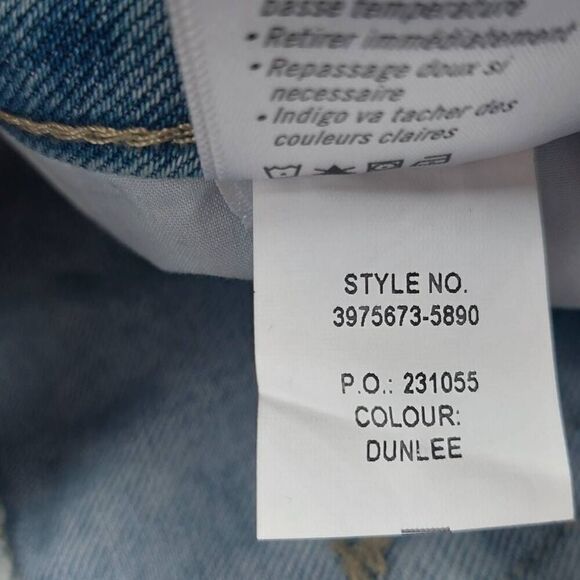 basse température
• Retirer immédiatement
• Repassage doux si
nécessaire
• Indigo va tacher des
couleurs claires
STYLE NO.
3975673-5890
P.O.: 231055
COLOUR:
DUNLEE